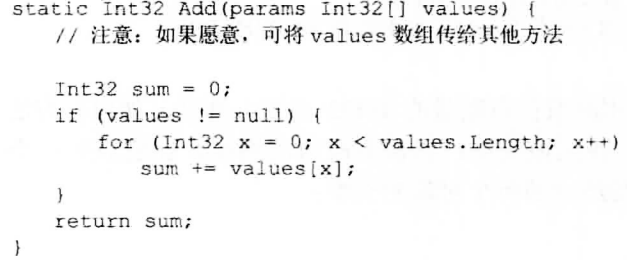 static Int32 Add(params Int32[] values) {
// 注意：如果愿意，可将 values 数组传给其他方法
Int32 sum = 0;
if (values != null) {
for (Int32 x = 0; x < values.Length; x++)
sum += values[x];
}
return sum;
}